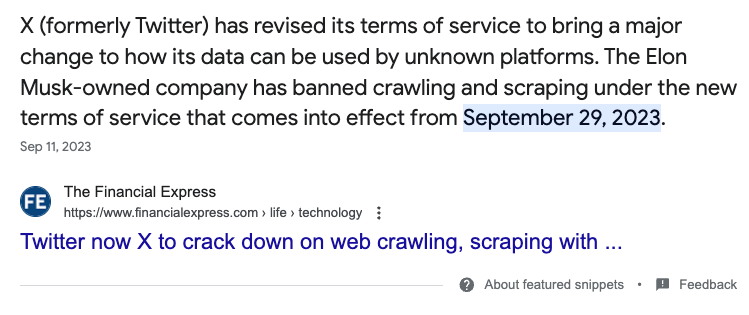 X (formerly Twitter) has revised its terms of service to bring a major
change to how its data can be used by unknown platforms. The Elon
Musk-owned company has banned crawling and scraping under the new
terms of service that comes into effect from September 29, 2023.
Sep 11, 2023
FE
The Financial Express
https://www.financialexpress.com › life › technology
Twitter now X to crack down on web crawling, scraping with ...
About featured snippets • Feedback